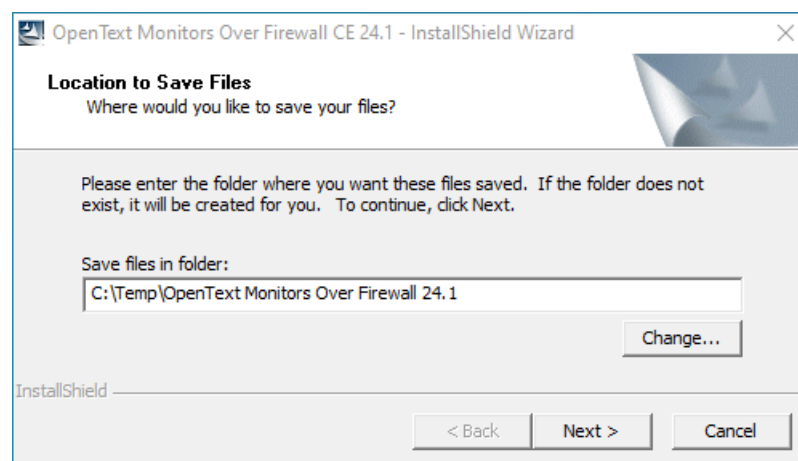 OpenText Monitors Over Firewall CE 24.1 - InstallShield Wizard
Location to Save Files
Where would you like to save your files?
Please enter the folder where you want these files saved. If the folder does not
exist, it will be created for you. To continue, click Next.
Save files in folder:
C:\Temp\OpenText Monitors Over Firewall 24.1
Change...
InstallShield
< Back Next > Cancel